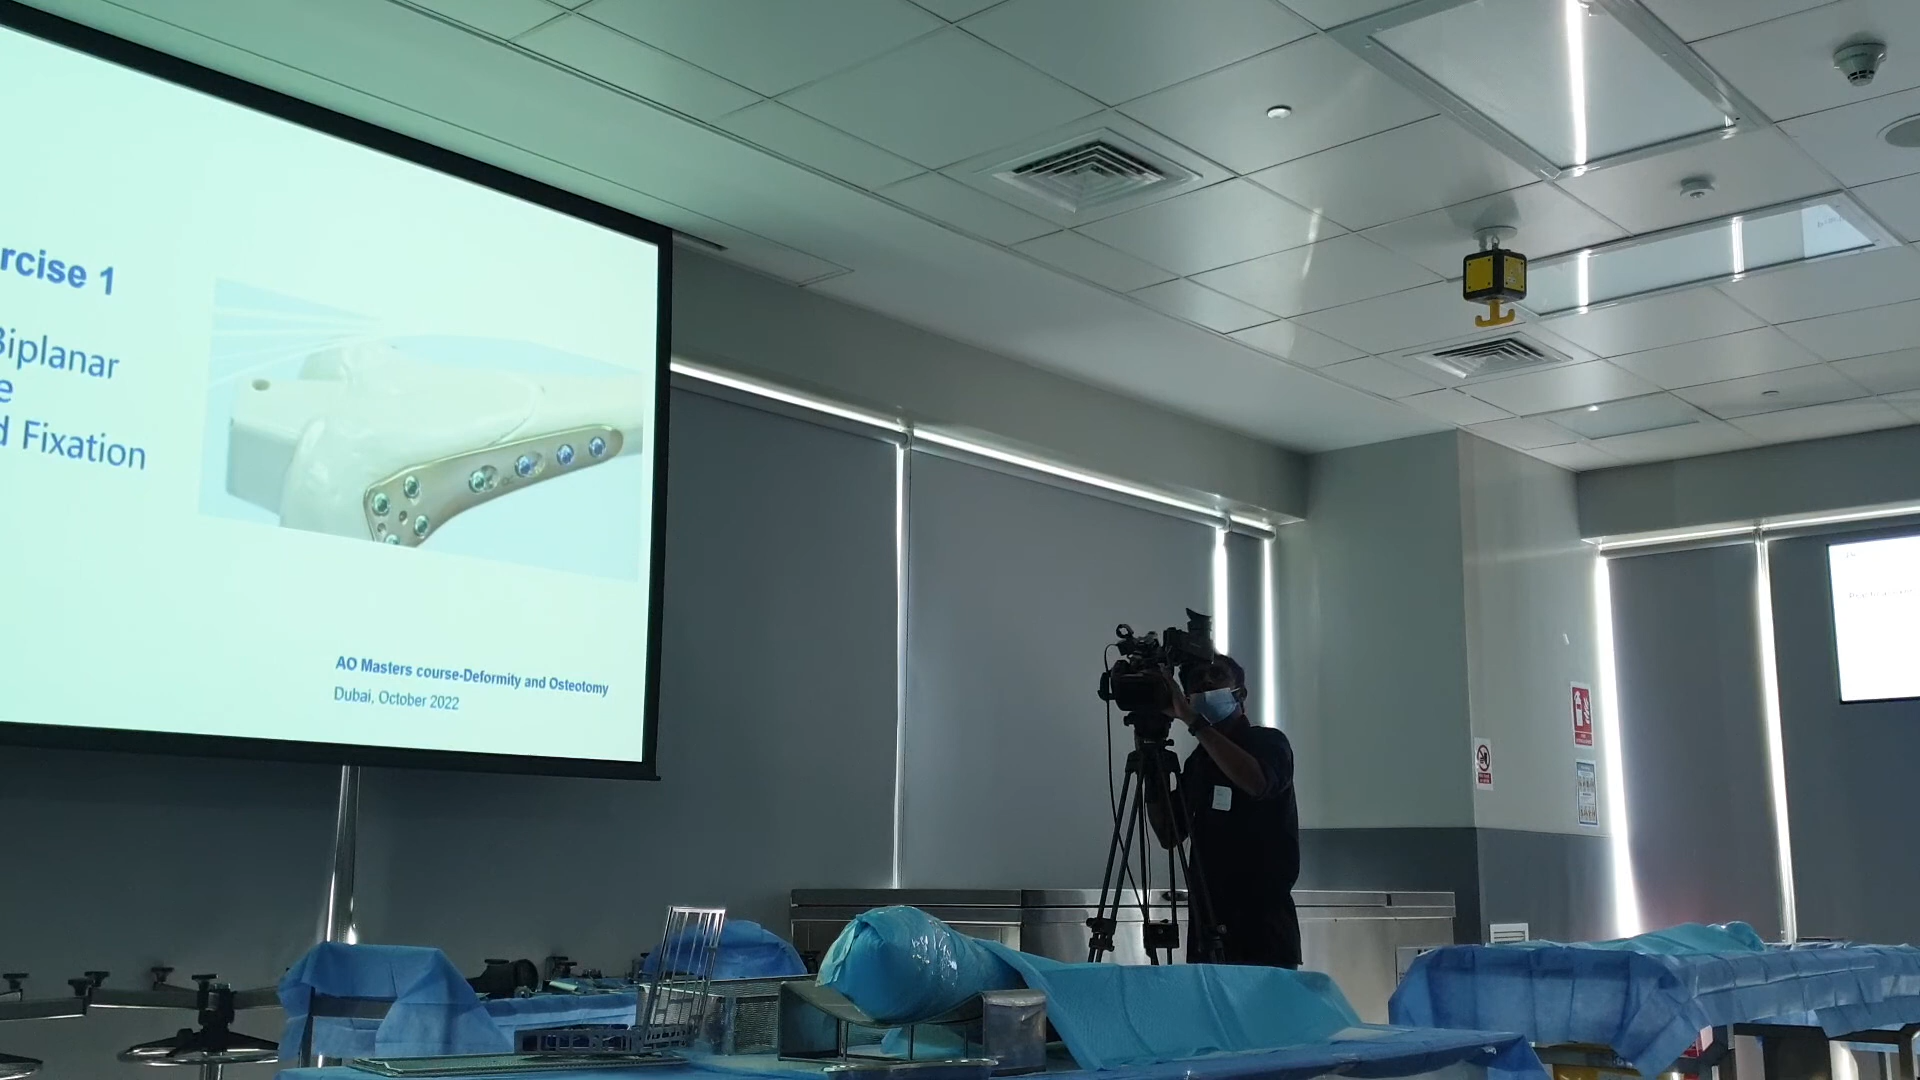 rcise 1
Biplanar
e
d Fixation
AO Masters course-Deformity and Osteotomy
Dubai, October 2022